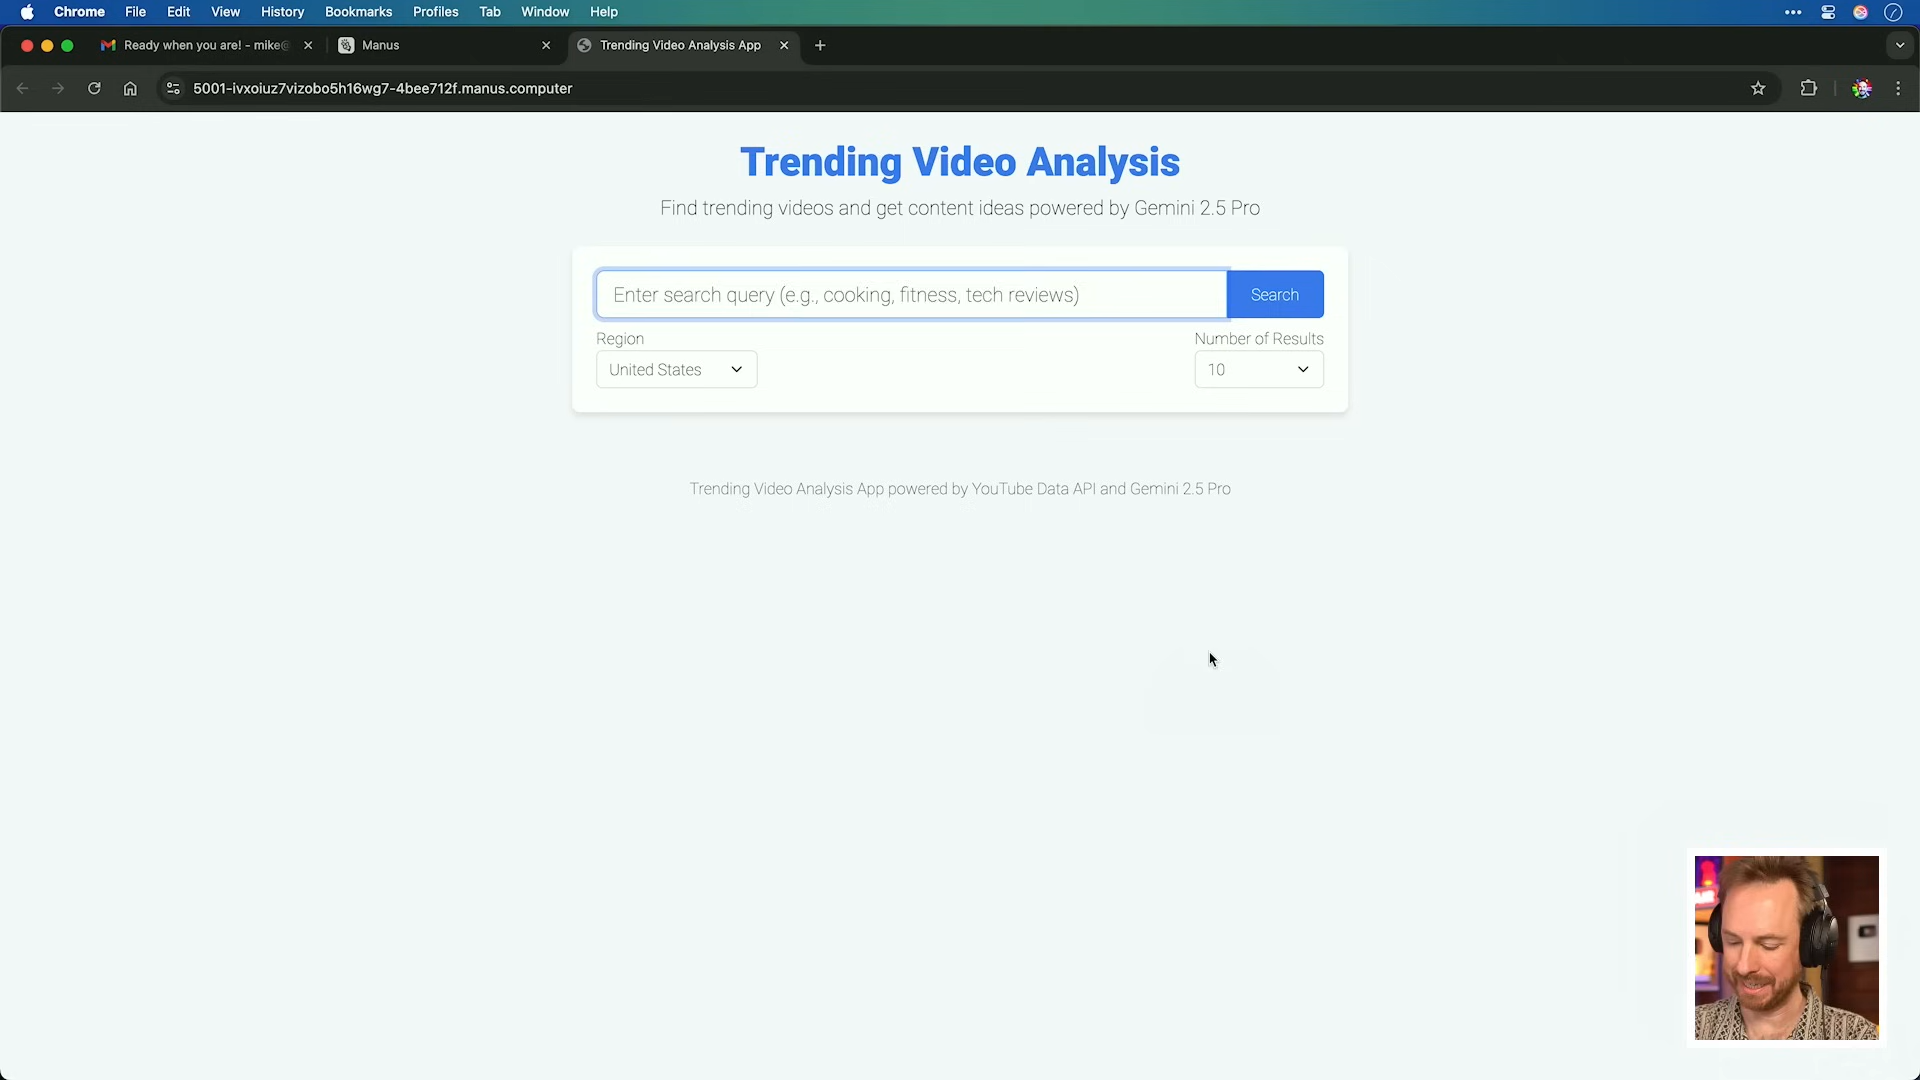 Chrome File Edit View History Bookmarks Profiles Tab Window Help
Ready when you are! - mike@
Manus
Trending Video Analysis App
5001-ivxoiuz7vizobo5h16wg7-4bee712f.manus.computer
Trending Video Analysis
Find trending videos and get content ideas powered by Gemini 2.5 Pro
Enter search query (e.g., cooking, fitness, tech reviews)
Search
Region
Number of Results
United States
10
Trending Video Analysis App powered by YouTube Data API and Gemini 2.5 Pro